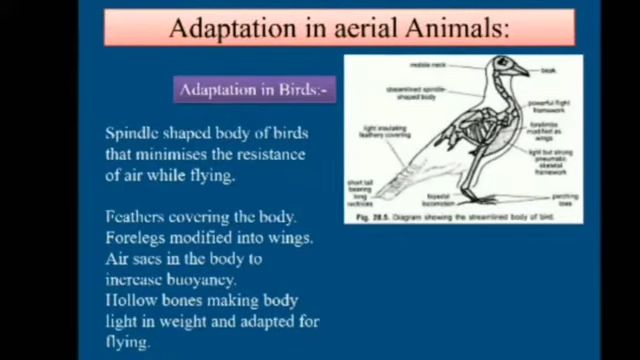 Adaptation in aerial Animals:
Adaptation in Birds:-
Spindle shaped body of birds
that minimises the resistance
of air while flying.
Feathers covering the body.
Forelegs modified into wings.
Air sacs in the body to
increase buoyancy.
Hollow bones making body
light in weight and adapted for
flying.
mobile neck
beak
streamlined spindle-
shaped body
powerful flight
framework
light insulating
feathery covering
forelimbs
modified as
wings
light but strong
pneumatic
skeletal framework
short tail
bearing
long
rectrices
bipedal
locomotion
perching
toes
Fig. 28.5. Diagram showing the streamlined body of bird.